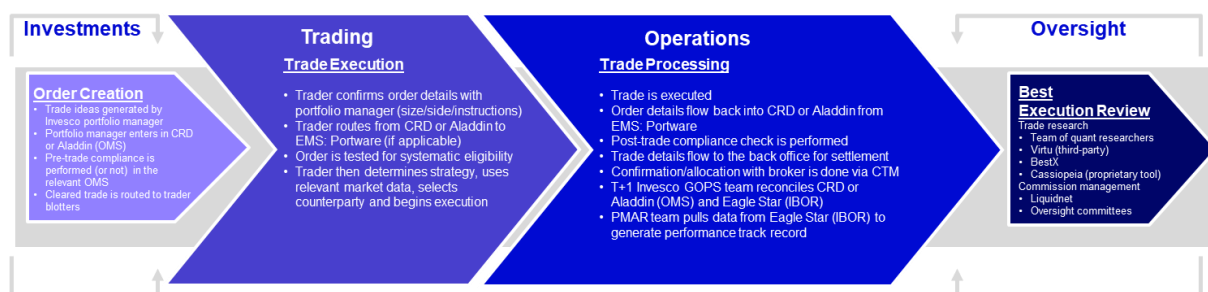 Investments
Order Creation
• Trade ideas generated by
Invesco portfolio manager
• Portfolio manager enters in CRD
or Aladdin (OMS)
• Pre-trade compliance is
performed (or not) in the
relevant OMS
• Cleared trade is routed to trader
blotters
Trading
Trade Execution
• Trader confirms order details with
portfolio manager (size/side/instructions)
• Trader routes from CRD or Aladdin to
EMS: Portware (if applicable)
• Order is tested for systematic eligibility
• Trader then determines strategy, uses
relevant market data, selects
counterparty and begins execution
Operations
Trade Processing
• Trade is executed
• Order details flow back into CRD or Aladdin from
EMS: Portware
• Post-trade compliance check is performed
• Trade details flow to the back office for settlement
• Confirmation/allocation with broker is done via CTM
• T+1 Invesco GOPS team reconciles CRD or
Aladdin (OMS) and Eagle Star (IBOR)
• PMAR team pulls data from Eagle Star (IBOR) to
generate performance track record
Oversight
Best
Execution Review
Trade research
• Team of quant researchers
• Virtu (third-party)
• BestX
• Cassiopeia (proprietary tool)
Commission management
• Liquidnet
• Oversight committees